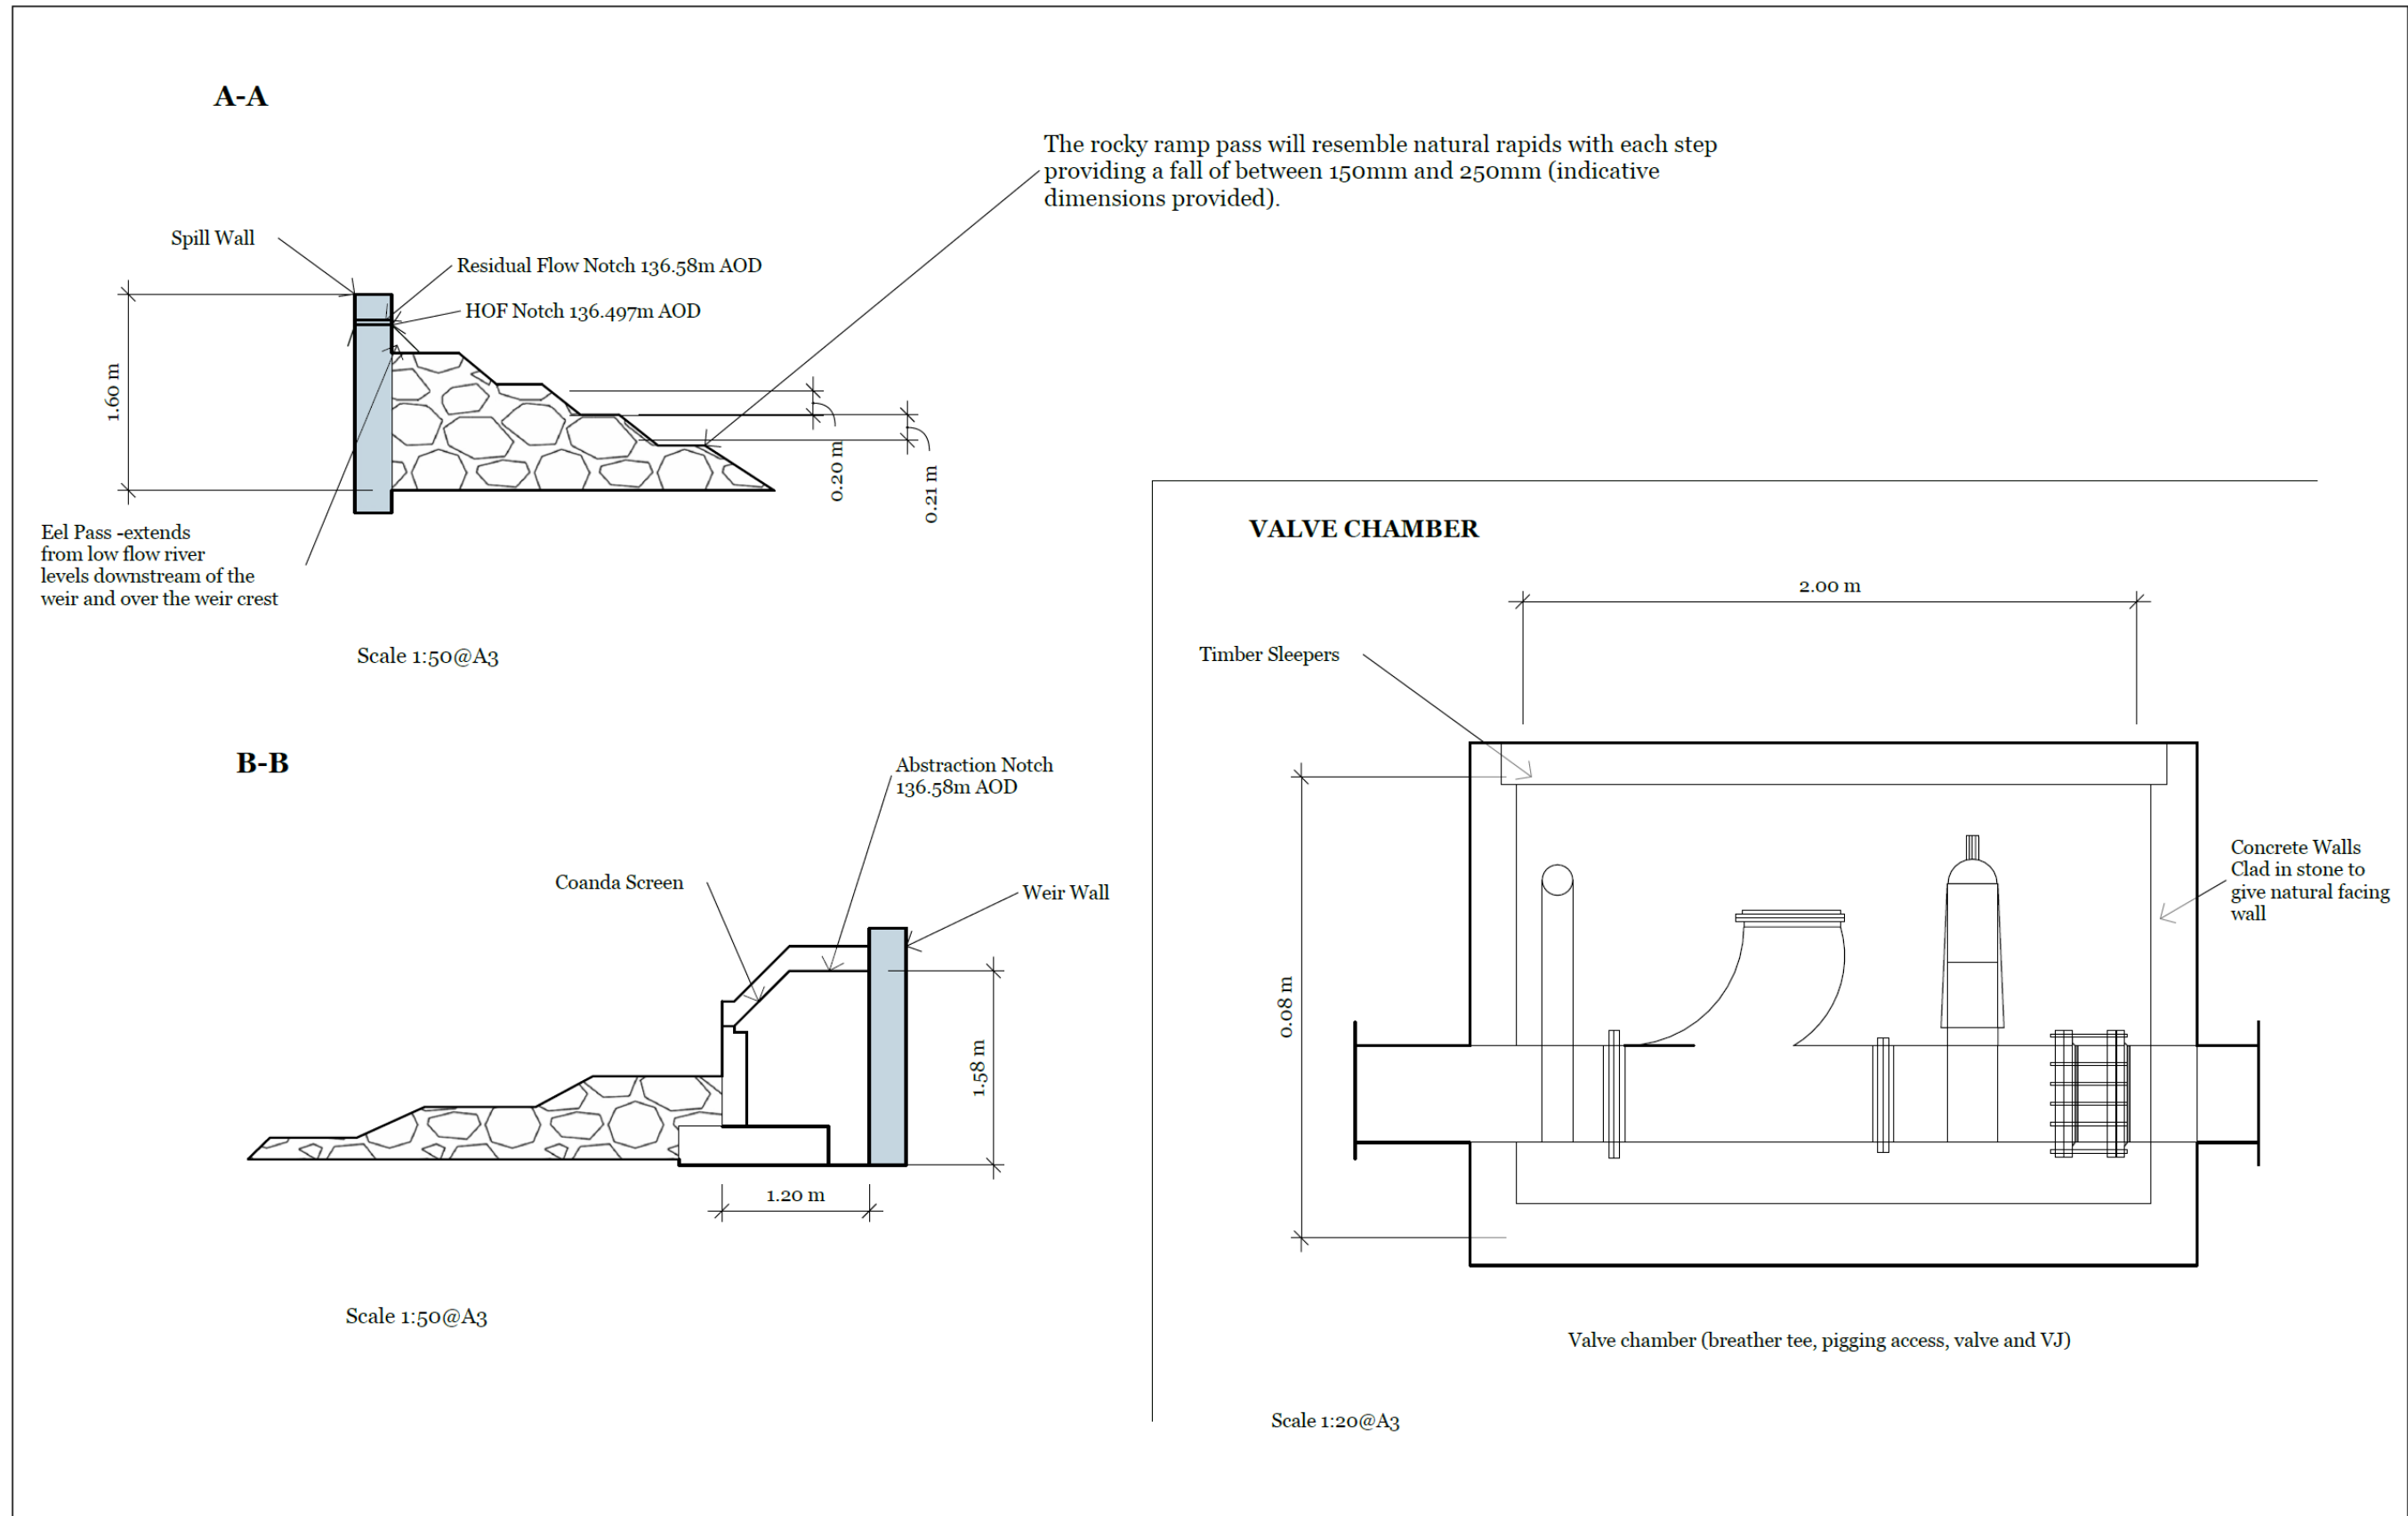 A-A
The rocky ramp pass will resemble natural rapids with each step
providing a fall of between 150mm and 250mm (indicative
dimensions provided).
Spill Wall
Residual Flow Notch 136.58m AOD
HOF Notch 136.497m AOD
1.60 m
0.20 m
0.21 m
Eel Pass -extends
from low flow river
levels downstream of the
weir and over the weir crest
Scale 1:50@A3
B-B
Abstraction Notch
136.58m AOD
Coanda Screen
Weir Wall
1.58 m
1.20 m
Scale 1:50@A3
VALVE CHAMBER
2.00 m
Timber Sleepers
Concrete Walls
Clad in stone to
give natural facing
wall
0.08 m
Valve chamber (breather tee, pigging access, valve and VJ)
Scale 1:20@A3